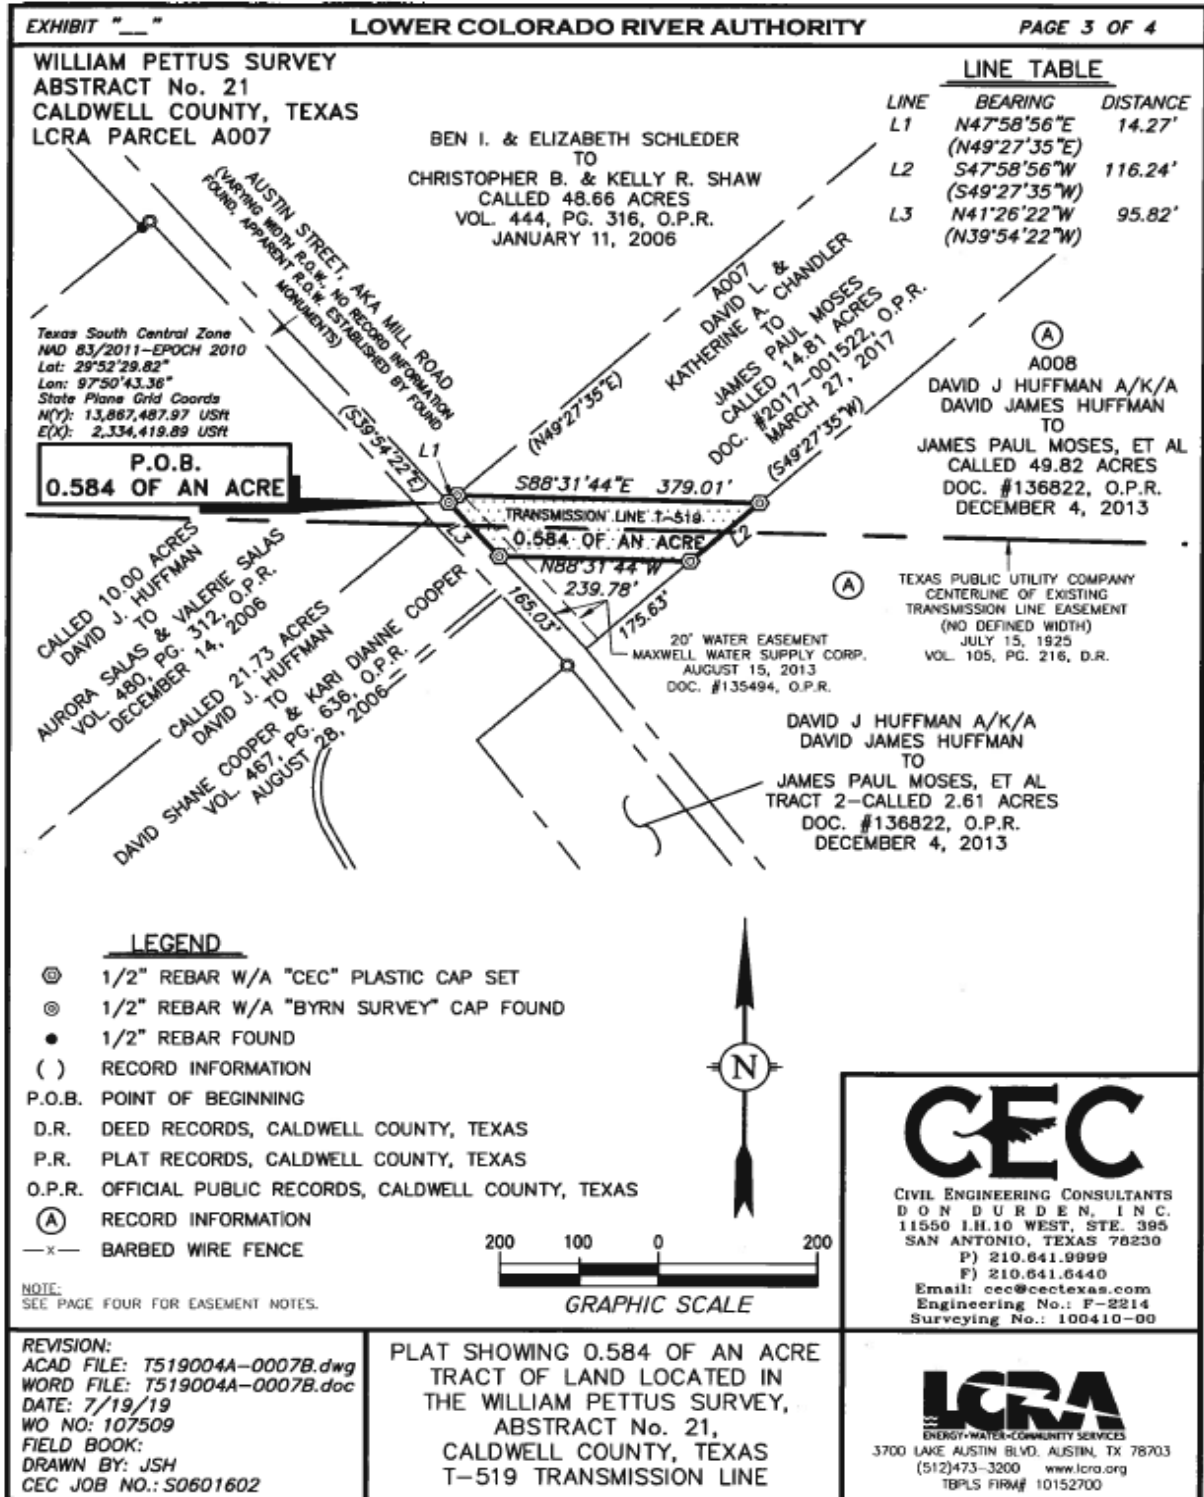 EXHIBIT "__"
LOWER COLORADO RIVER AUTHORITY
PAGE 3 OF 4
WILLIAM PETTUS SURVEY
ABSTRACT No. 21
CALDWELL COUNTY, TEXAS
LCRA PARCEL A007
BEN I. & ELIZABETH SCHLEDER
TO
CHRISTOPHER B. & KELLY R. SHAW
CALLED 48.66 ACRES
VOL. 444, PG. 316, O.P.R.
JANUARY 11, 2006
LINE TABLE
LINE BEARING DISTANCE
L1 N47°58'56"E 14.27'
(N49°27'35"E)
L2 S47°58'56"W 116.24'
(S49°27'35"W)
L3 N41°26'22"W 95.82'
(N39°54'22"W)
AUSTIN STREET, AKA MILL ROAD
(VARYING WIDTH R.O.W., NO RECORD INFORMATION
FOUND, APPARENT R.O.W. ESTABLISHED BY FOUND
MONUMENTS)
Texas South Central Zone
NAD 83/2011-EPOCH 2010
Lat: 29°52'29.82"
Lon: 97°50'43.36"
State Plane Grid Coords
N(Y): 13,867,487.97 USft
E(X): 2,334,419.89 USft
P.O.B.
0.584 OF AN ACRE
(S39°54'22"E)
L1
(N49°27'35"E)
A007
DAVID L. &
KATHERINE A. CHANDLER
TO
JAMES PAUL MOSES
CALLED 14.81 ACRES
DOC. #2017-001522, O.P.R.
MARCH 27, 2017
(S49°27'35"W)
A
A008
DAVID J HUFFMAN A/K/A
DAVID JAMES HUFFMAN
TO
JAMES PAUL MOSES, ET AL
CALLED 49.82 ACRES
DOC. #136822, O.P.R.
DECEMBER 4, 2013
S88°31'44"E 379.01'
TRANSMISSION LINE T-519
0.584 OF AN ACRE
L2
L3
N88°31'44"W
239.78'
165.03'
175.63'
CALLED 10.00 ACRES
DAVID J. HUFFMAN
TO
AURORA SALAS & VALERIE SALAS
VOL. 480, PG. 312, O.P.R.
DECEMBER 14, 2006
CALLED 21.73 ACRES
DAVID J. HUFFMAN
TO
DAVID SHANE COOPER & KARI DIANNE COOPER
VOL. 467, PG. 636, O.P.R.
AUGUST 28, 2006
20' WATER EASEMENT
MAXWELL WATER SUPPLY CORP.
AUGUST 15, 2013
DOC. #135494, O.P.R.
A
TEXAS PUBLIC UTILITY COMPANY
CENTERLINE OF EXISTING
TRANSMISSION LINE EASEMENT
(NO DEFINED WIDTH)
JULY 15, 1925
VOL. 105, PG. 216, D.R.
DAVID J HUFFMAN A/K/A
DAVID JAMES HUFFMAN
TO
JAMES PAUL MOSES, ET AL
TRACT 2-CALLED 2.61 ACRES
DOC. #136822, O.P.R.
DECEMBER 4, 2013
LEGEND
1/2" REBAR W/A "CEC" PLASTIC CAP SET
1/2" REBAR W/A "BYRN SURVEY" CAP FOUND
1/2" REBAR FOUND
( ) RECORD INFORMATION
P.O.B. POINT OF BEGINNING
D.R. DEED RECORDS, CALDWELL COUNTY, TEXAS
P.R. PLAT RECORDS, CALDWELL COUNTY, TEXAS
O.P.R. OFFICIAL PUBLIC RECORDS, CALDWELL COUNTY, TEXAS
A RECORD INFORMATION
—x— BARBED WIRE FENCE
NOTE:
SEE PAGE FOUR FOR EASEMENT NOTES.
N
200 100 0 200
GRAPHIC SCALE
CEC
CIVIL ENGINEERING CONSULTANTS
DON DURDEN, INC.
11550 I.H.10 WEST, STE. 395
SAN ANTONIO, TEXAS 78230
P) 210.641.9999
F) 210.641.6440
Email: cec@cectexas.com
Engineering No.: F-2214
Surveying No.: 100410-00
REVISION:
ACAD FILE: T519004A-0007B.dwg
WORD FILE: T519004A-0007B.doc
DATE: 7/19/19
WO NO: 107509
FIELD BOOK:
DRAWN BY: JSH
CEC JOB NO.: S0601602
PLAT SHOWING 0.584 OF AN ACRE
TRACT OF LAND LOCATED IN
THE WILLIAM PETTUS SURVEY,
ABSTRACT No. 21,
CALDWELL COUNTY, TEXAS
T-519 TRANSMISSION LINE
LCRA
ENERGY•WATER•COMMUNITY SERVICES
3700 LAKE AUSTIN BLVD. AUSTIN, TX 78703
(512)473-3200 www.lcra.org
TBPLS FIRM# 10152700